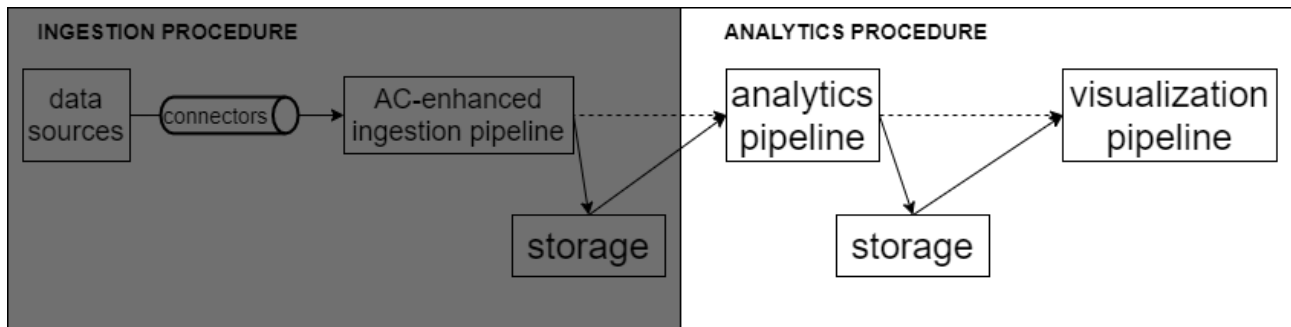 INGESTION PROCEDURE
data
sources
connectors
AC-enhanced
ingestion pipeline
storage
ANALYTICS PROCEDURE
analytics
pipeline
visualization
pipeline
storage